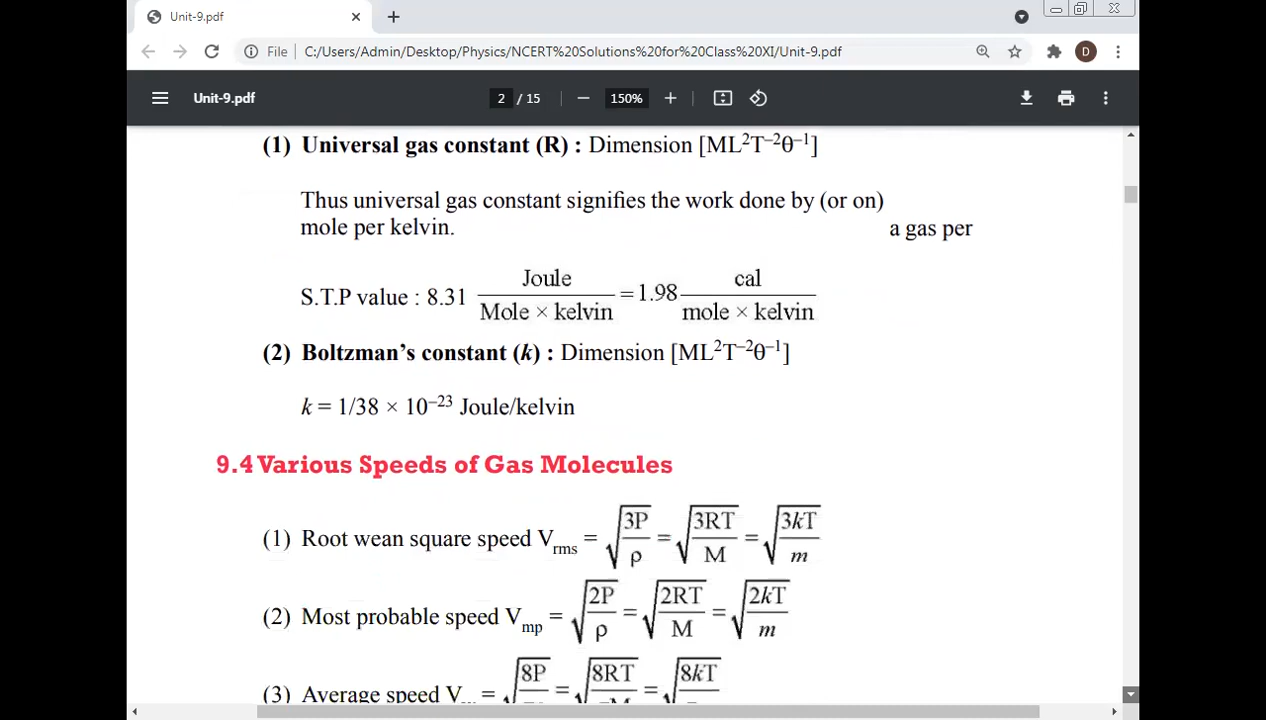 Unit-9.pdf
File C:/Users/Admin/Desktop/Physics/NCERT%20Solutions%20for%20Class%20XI/Unit-9.pdf
D
Unit-9.pdf 2 / 15 150%
(1) Universal gas constant (R) : Dimension [ML²T⁻²θ⁻¹]
Thus universal gas constant signifies the work done by (or on)
a gas per
mole per kelvin.
S.T.P value : 8.31 Joule/(Mole × kelvin) = 1.98 cal/(mole × kelvin)
(2) Boltzman's constant (k) : Dimension [ML²T⁻²θ⁻¹]
k = 1/38 × 10⁻²³ Joule/kelvin
9.4 Various Speeds of Gas Molecules
(1) Root wean square speed V_rms = √(3P/ρ) = √(3RT/M) = √(3kT/m)
(2) Most probable speed V_mp = √(2P/ρ) = √(2RT/M) = √(2kT/m)
(3) Average speed V = √8P = √8RT = √8kT